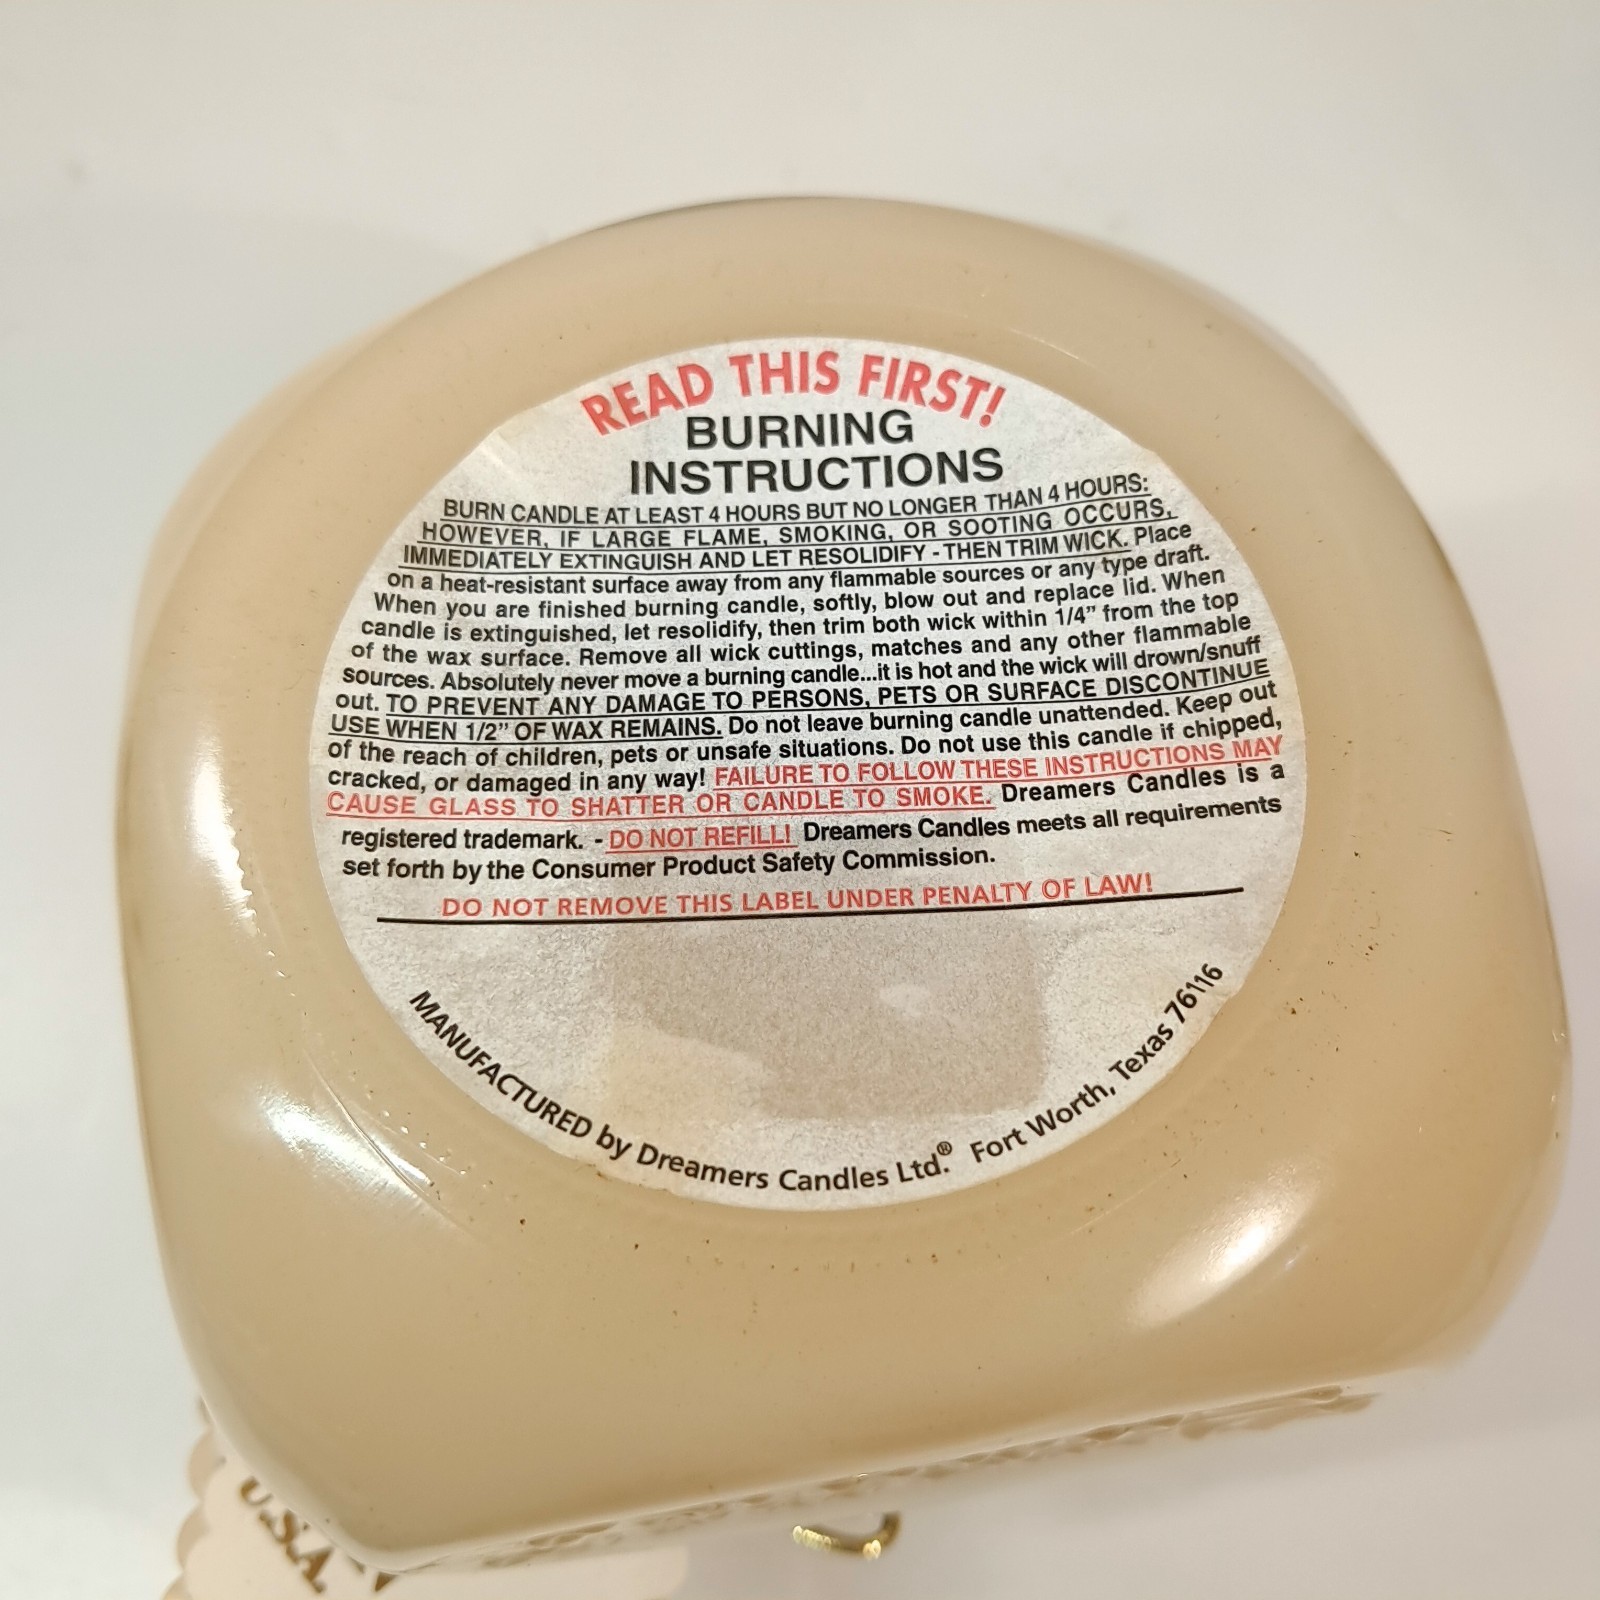 READ THIS FIRST!
BURNING
INSTRUCTIONS
BURN CANDLE AT LEAST 4 HOURS BUT NO LONGER THAN 4 HOURS:
HOWEVER, IF LARGE FLAME, SMOKING, OR SOOTING OCCURS,
IMMEDIATELY EXTINGUISH AND LET RESOLIDIFY - THEN TRIM WICK. Place
on a heat-resistant surface away from any flammable sources or any type draft.
When you are finished burning candle, softly, blow out and replace lid. When
candle is extinguished, let resolidify, then trim both wick within 1/4” from the top
of the wax surface. Remove all wick cuttings, matches and any other flammable
sources. Absolutely never move a burning candle...it is hot and the wick will drown/snuff
out. TO PREVENT ANY DAMAGE TO PERSONS, PETS OR SURFACE DISCONTINUE
USE WHEN 1/2” OF WAX REMAINS. Do not leave burning candle unattended. Keep out
of the reach of children, pets or unsafe situations. Do not use this candle if chipped,
cracked, or damaged in any way! FAILURE TO FOLLOW THESE INSTRUCTIONS MAY
CAUSE GLASS TO SHATTER OR CANDLE TO SMOKE. Dreamers Candles is a
registered trademark. - DO NOT REFILL! Dreamers Candles meets all requirements
set forth by the Consumer Product Safety Commission.
DO NOT REMOVE THIS LABEL UNDER PENALTY OF LAW!
MANUFACTURED by Dreamers Candles Ltd.® Fort Worth, Texas 76116
U.S.A.